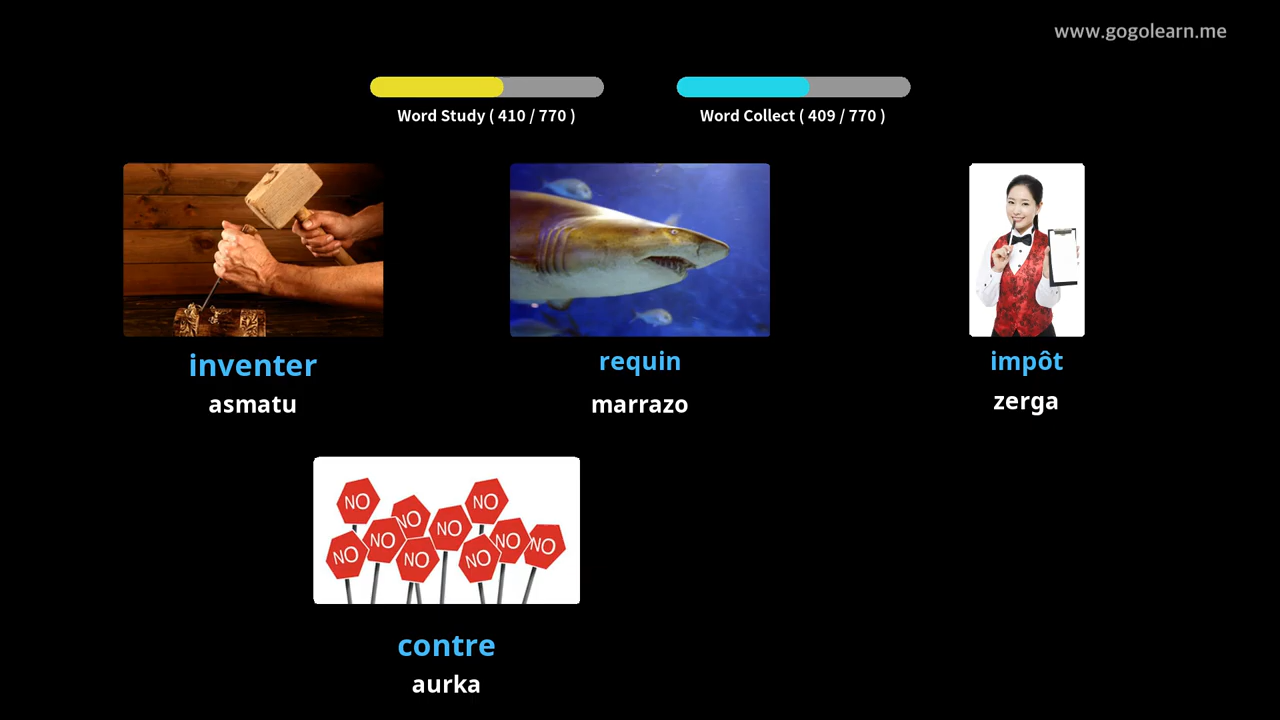 www.gogolearn.me
Word Study ( 410 / 770 )
Word Collect ( 409 / 770 )
inventer
asmatu
requin
marrazo
impôt
zerga
NO
NO
NO
NO
NO
NO
NO
NO
NO
NO
contre
aurka